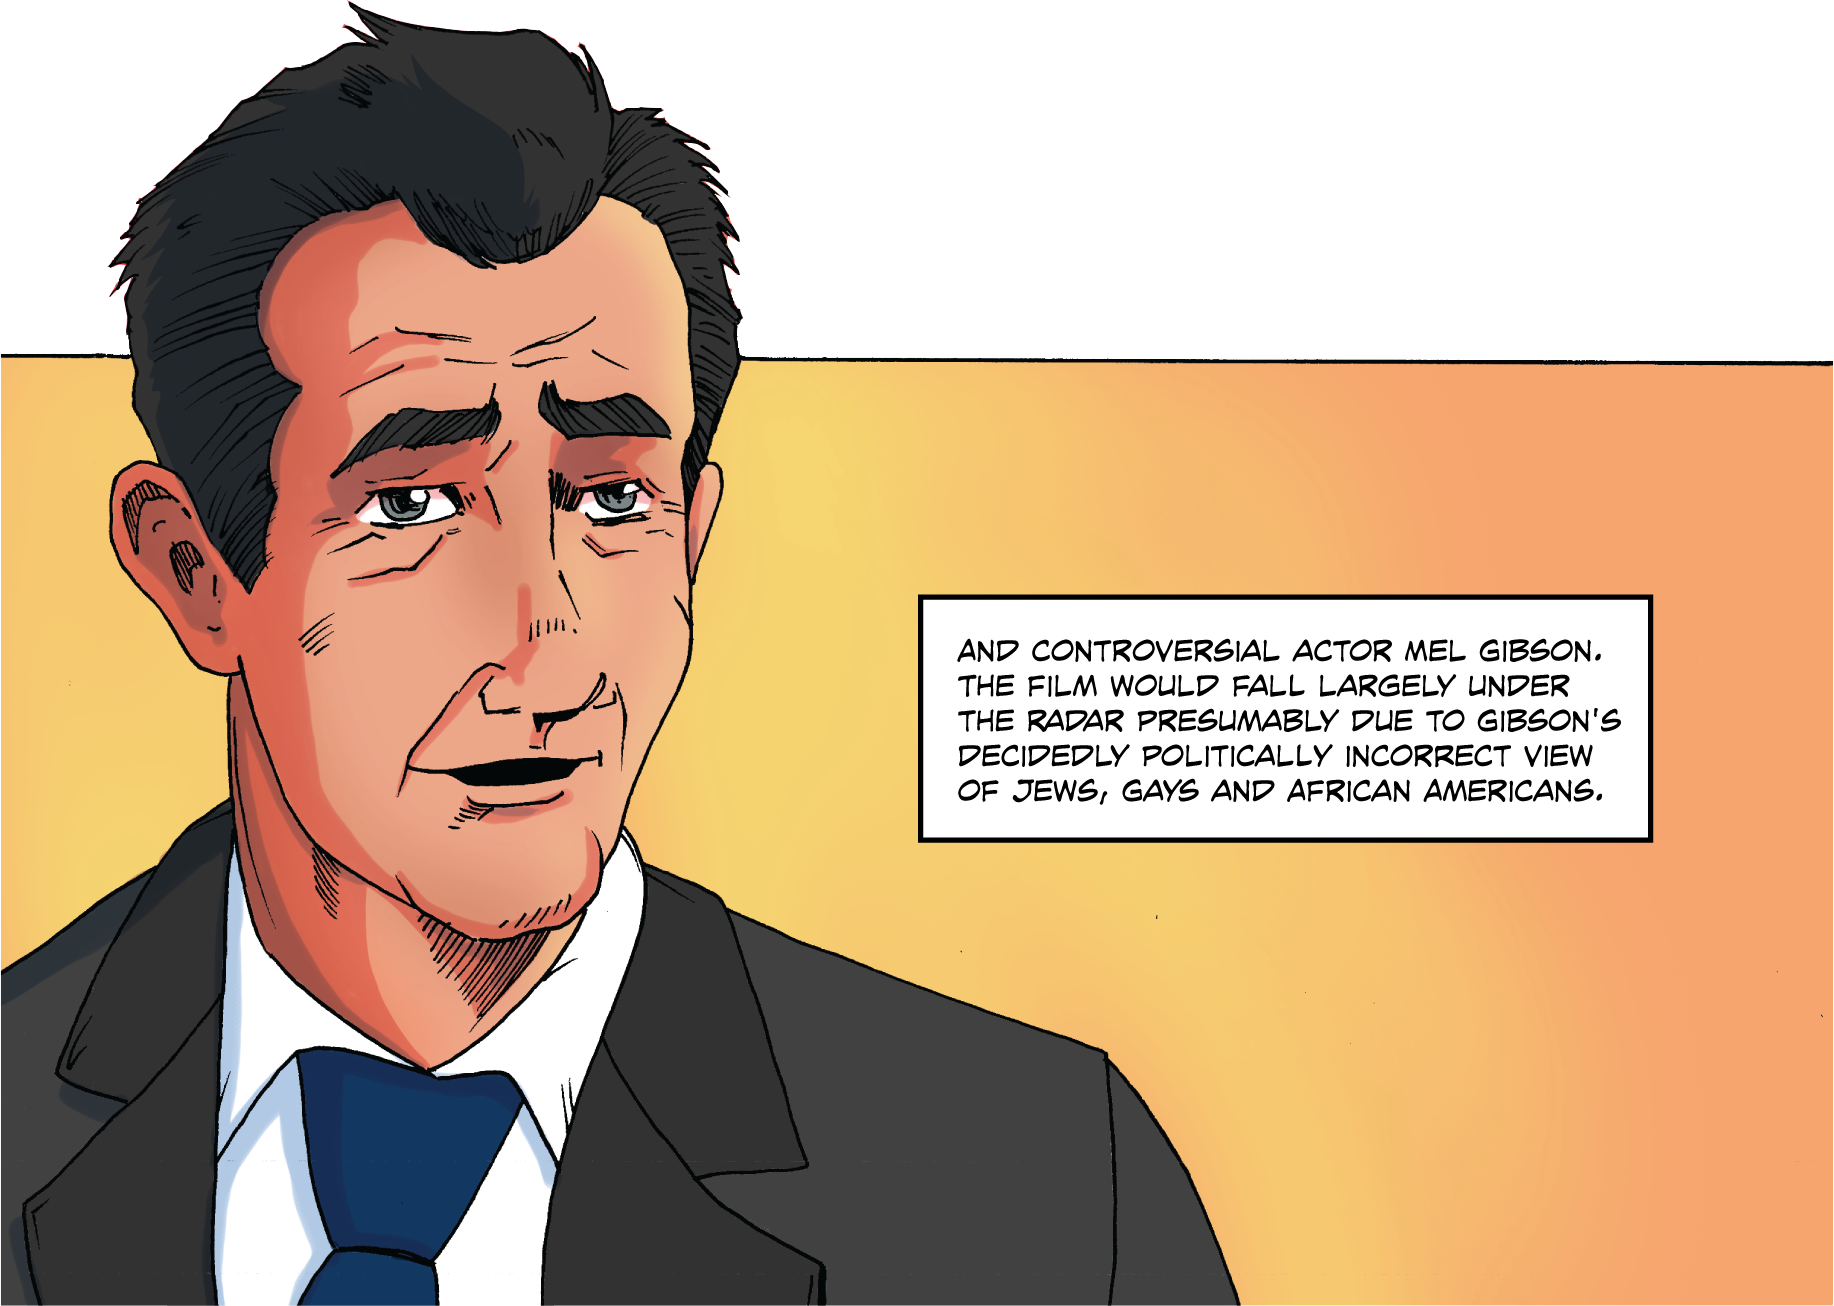 AND CONTROVERSIAL ACTOR MEL GIBSON.
THE FILM WOULD FALL LARGELY UNDER
THE RADAR PRESUMABLY DUE TO GIBSON'S
DECIDEDLY POLITICALLY INCORRECT VIEW
OF JEWS, GAYS AND AFRICAN AMERICANS.